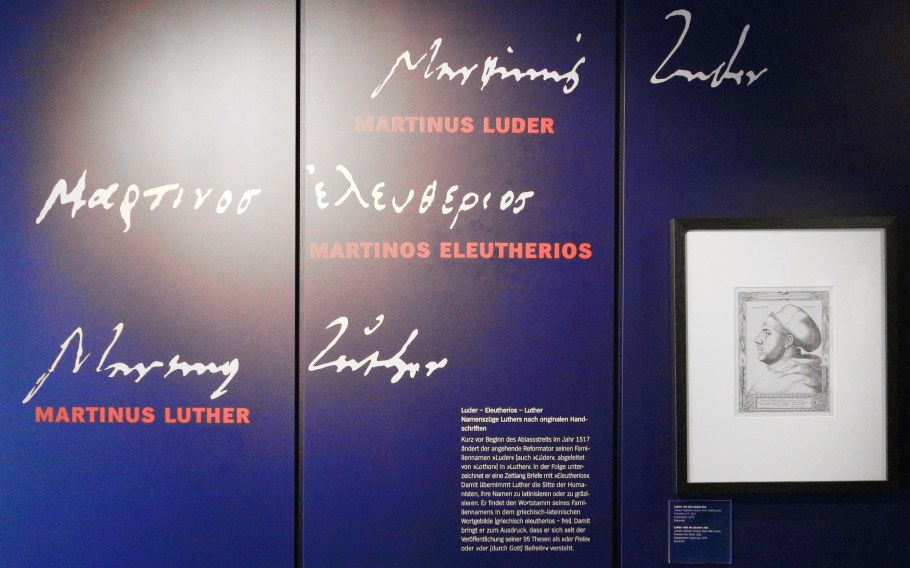 Martinus Luder
MARTINUS LUDER
Μαρτινος ἐλευθεριος
MARTINOS ELEUTHERIOS
Martinus Luther
MARTINUS LUTHER
Luder – Eleutherios – Luther
Namenszüge Luthers nach originalen Hand-
schriften
Kurz vor Beginn des Ablassstreits im Jahr 1517
ändert der angehende Reformator seinen Fami-
liennamen »Luder« [auch »Lüder«, abgeleitet
von »Lothar«] in »Luther«. In der Folge unter-
zeichnet er eine Zeitlang Briefe mit »Eleutherios«.
Damit übernimmt Luther die Sitte der Huma-
nisten, ihre Namen zu latinisieren oder zu gräzi-
sieren. Er findet den Wortstamm seines Fami-
liennamens in dem griechisch-lateinischen
Wortgebilde [griechisch eleutherios – frei]. Damit
bringt er zum Ausdruck, dass er sich seit der
Veröffentlichung seiner 95 Thesen als »der Freie«
oder »der [durch Gott] Befreite« versteht.